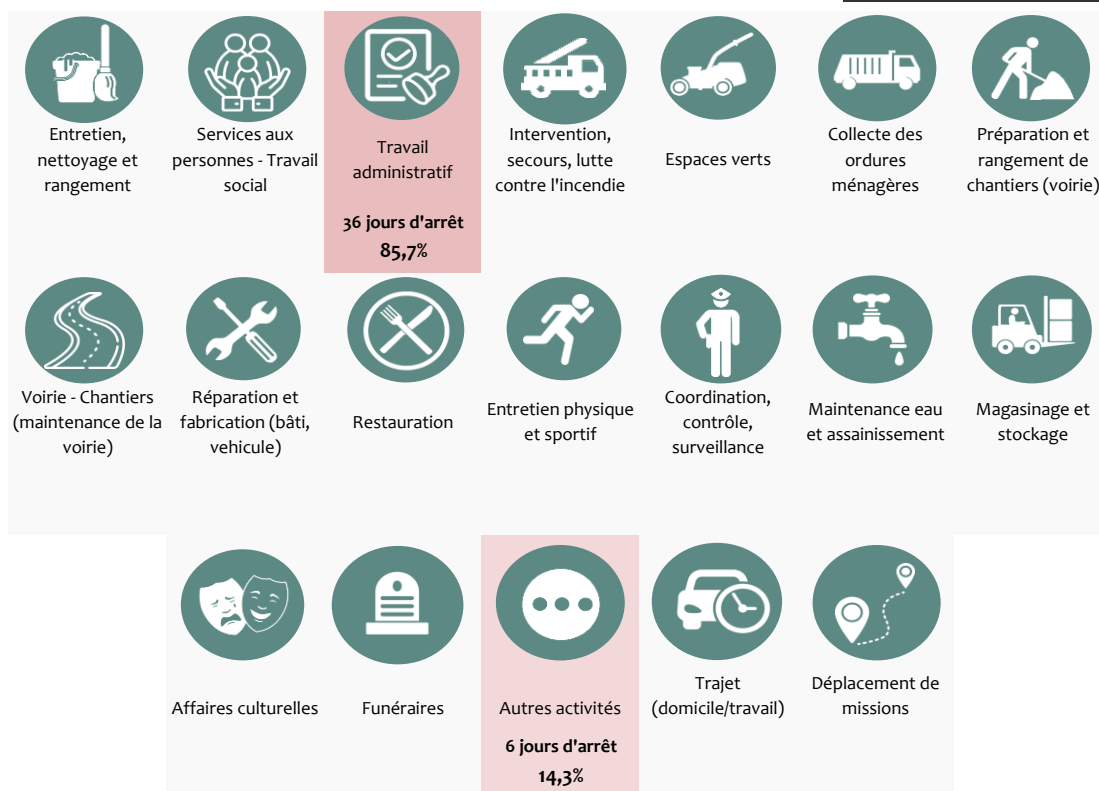 Entretien,
nettoyage et
rangement
Services aux
personnes - Travail
social
Travail
administratif
36 jours d'arrêt
85,7%
Intervention,
secours, lutte
contre l'incendie
Espaces verts
Collecte des
ordures
ménagères
Préparation et
rangement de
chantiers (voirie)
Voirie - Chantiers
(maintenance de la
voirie)
Réparation et
fabrication (bâti,
vehicule)
Restauration
Entretien physique
et sportif
Coordination,
contrôle,
surveillance
Maintenance eau
et assainissement
Magasinage et
stockage
Affaires culturelles
Funéraires
Autres activités
6 jours d'arrêt
14,3%
Trajet
(domicile/travail)
Déplacement de
missions